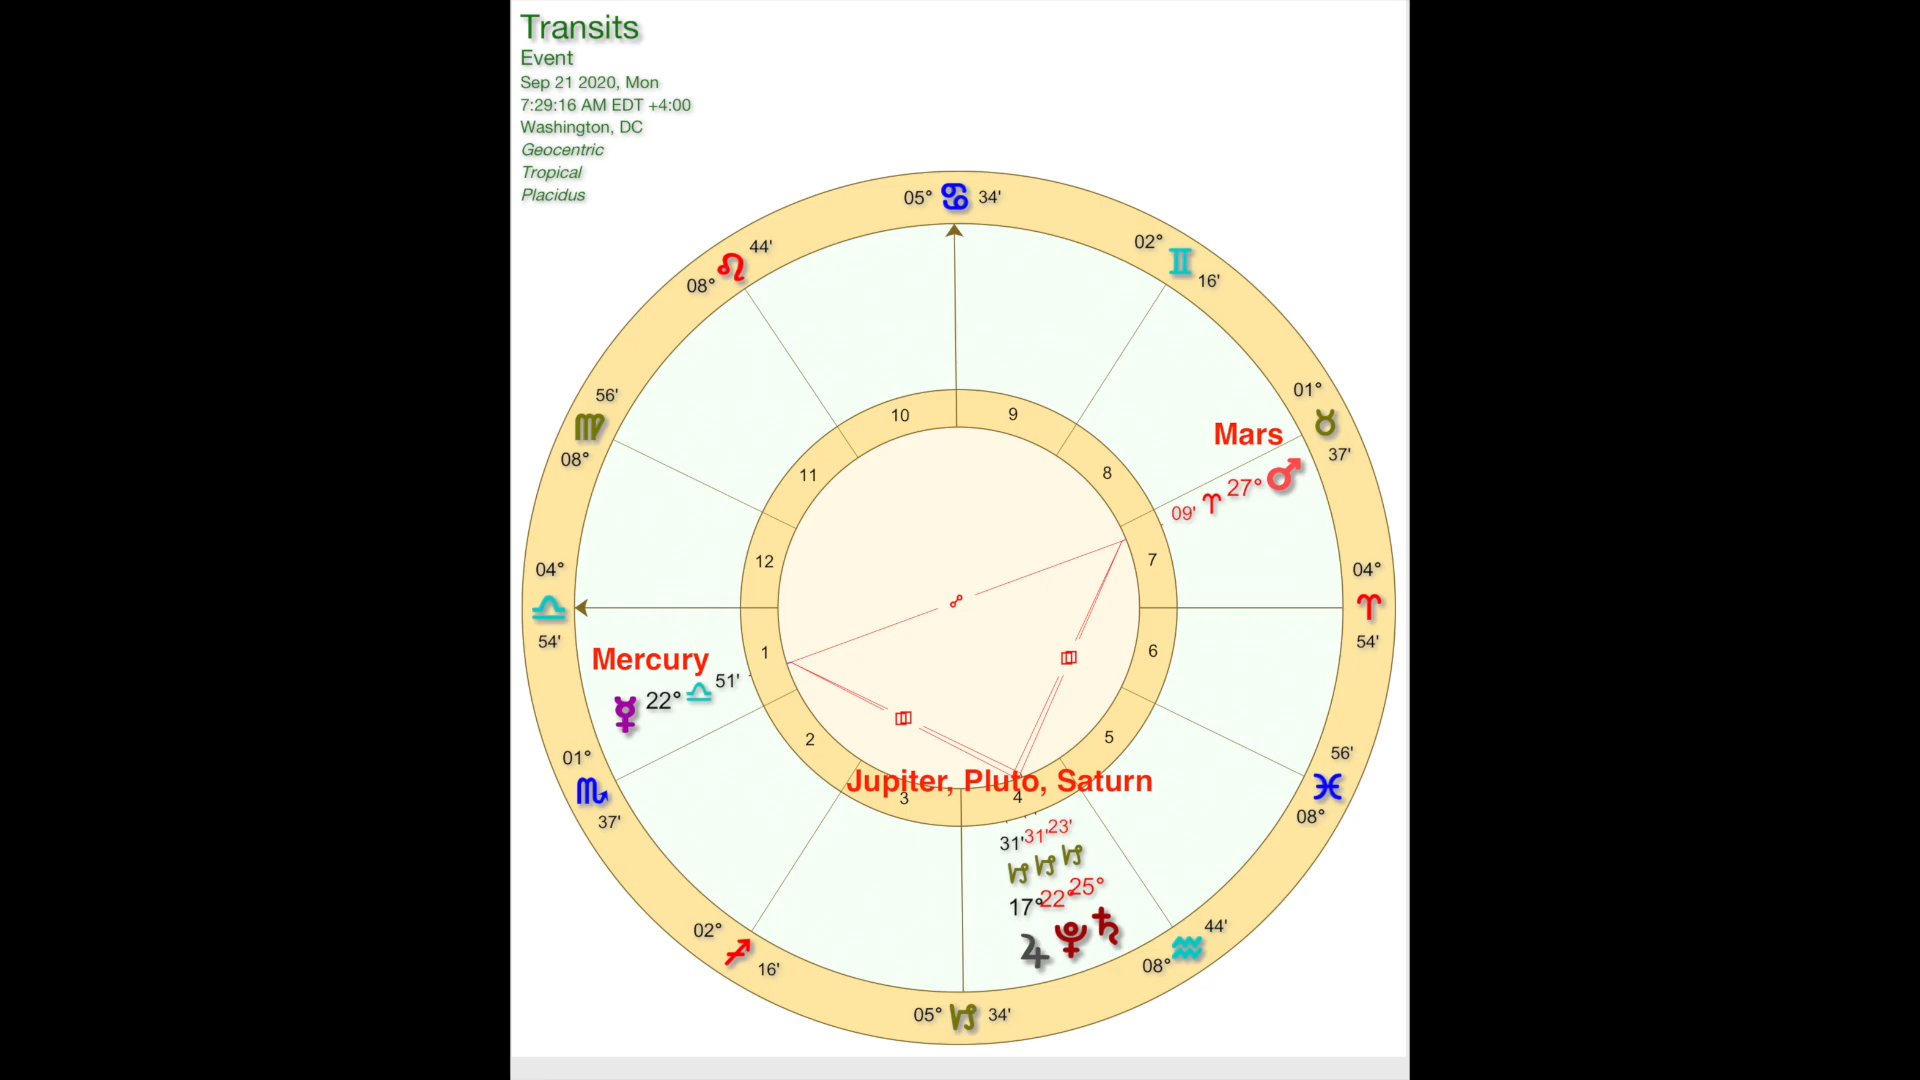 Transits
Event
Sep 21 2020, Mon
7:29:16 AM EDT +4:00
Washington, DC
Geocentric
Tropical
Placidus
05° ♋ 34'
44'
08° ♌
02° ♊
16'
56'
♍
08°
01°
♉
37'
10
9
11
8
12
7
1
6
2
5
3
4
Mars
09' ♈ 27° ♂
04°
♎
54'
04°
♈
54'
Mercury
☿ 22° ♎ 51'
01°
♏
37'
56'
♓
08°
Jupiter, Pluto, Saturn
31' 31' 23'
♑ ♑ ♑
17° 22° 25°
♃ ♇ ♄
02°
♐
16'
44'
08° ♒
05° ♑ 34'